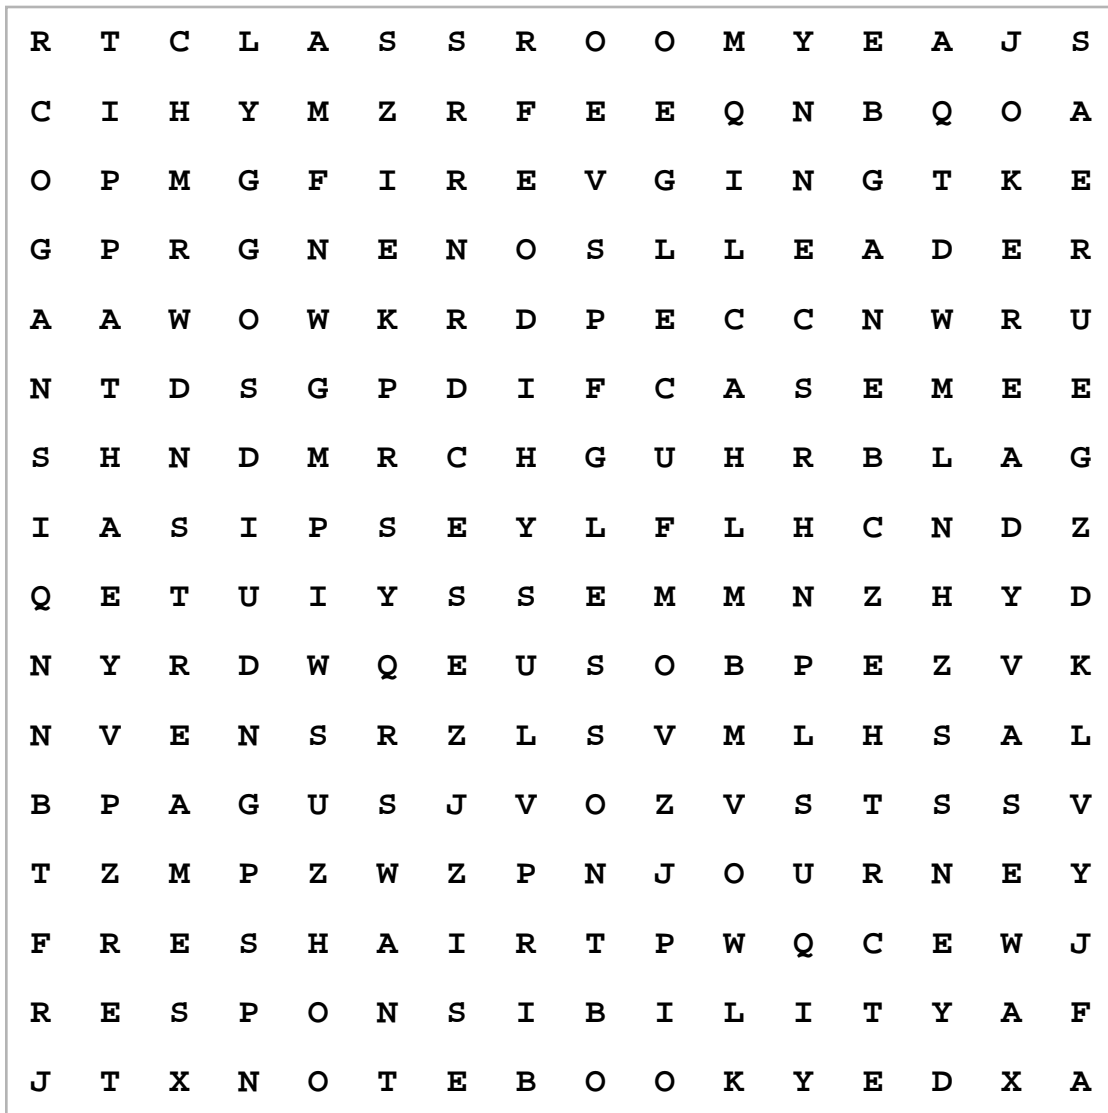 R T C L A S S R O O M Y E A J S
C I H Y M Z R F E E Q N B Q O A
O P M G F I R E V G I N G T K E
G P R G N E N O S L L E A D E R
A A W O W K R D P E C C N W R U
N T D S G P D I F C A S E M E E
S H N D M R C H G U H R B L A G
I A S I P S E Y L F L H C N D Z
Q E T U I Y S S E M M N Z H Y D
N Y R D W Q E U S O B P E Z V K
N V E N S R Z L S V M L H S A L
B P A G U S J V O Z V S T S S V
T Z M P Z W Z P N J O U R N E Y
F R E S H A I R T P W Q C E W J
R E S P O N S I B I L I T Y A F
J T X N O T E B O O K Y E D X A